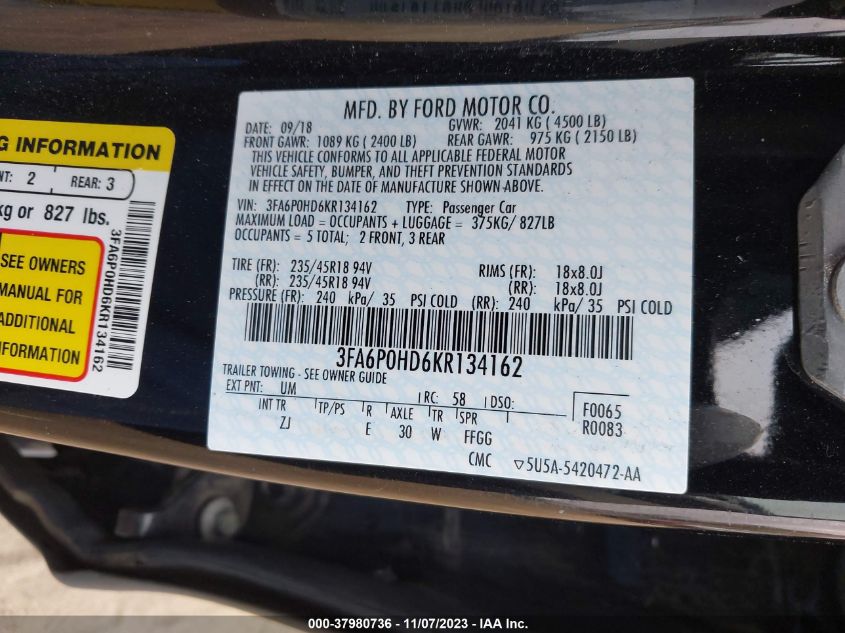 MFD. BY FORD MOTOR CO.
DATE: 09/18 GVWR: 2041 KG ( 4500 LB)
FRONT GAWR: 1089 KG ( 2400 LB) REAR GAWR: 975 KG ( 2150 LB)
THIS VEHICLE CONFORMS TO ALL APPLICABLE FEDERAL MOTOR
VEHICLE SAFETY, BUMPER, AND THEFT PREVENTION STANDARDS
IN EFFECT ON THE DATE OF MANUFACTURE SHOWN ABOVE.
VIN: 3FA6P0HD6KR134162 TYPE: Passenger Car
MAXIMUM LOAD = OCCUPANTS + LUGGAGE = 375KG/ 827LB
OCCUPANTS = 5 TOTAL; 2 FRONT, 3 REAR
TIRE (FR): 235/45R18 94V RIMS (FR): 18x8.0J
(RR): 235/45R18 94V (RR): 18x8.0J
PRESSURE (FR): 240 kPa/ 35 PSI COLD (RR): 240 kPa/ 35 PSI COLD
3FA6P0HD6KR134162
TRAILER TOWING - SEE OWNER GUIDE
EXT PNT: UM RC: 58 DSO: F0065
INT TR TP/PS R AXLE TR SPR R0083
ZJ E 30 W FFGG
CMC ▽5U5A-5420472-AA
INFORMATION
2 REAR: 3
kg or 827 lbs.
SEE OWNERS
MANUAL FOR
ADDITIONAL
INFORMATION
3FA6P0HD6KR134162
000-37980736 - 11/07/2023 - IAA Inc.